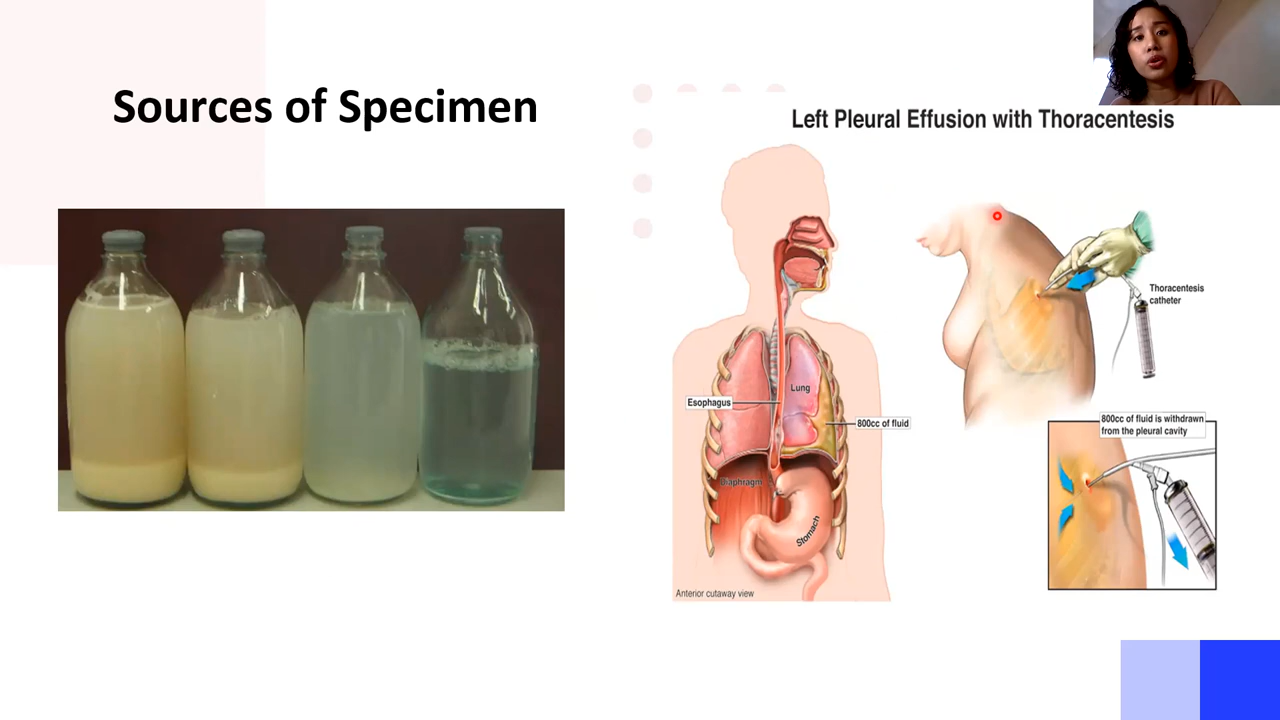 Sources of Specimen
Left Pleural Effusion with Thoracentesis
Thoracentesis
catheter
Lung
Esophagus
800cc of fluid
Diaphragm
Stomach
800cc of fluid is withdrawn
from the pleural cavity
Anterior cutaway view